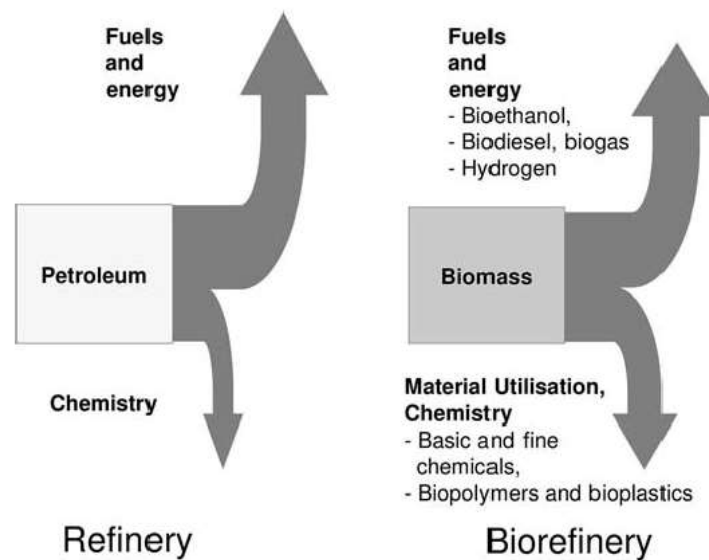 Fuels
and
energy
Petroleum
Chemistry
Refinery
Fuels
and
energy
- Bioethanol,
- Biodiesel, biogas
- Hydrogen
Biomass
Material Utilisation,
Chemistry
- Basic and fine
chemicals,
- Biopolymers and bioplastics
Biorefinery